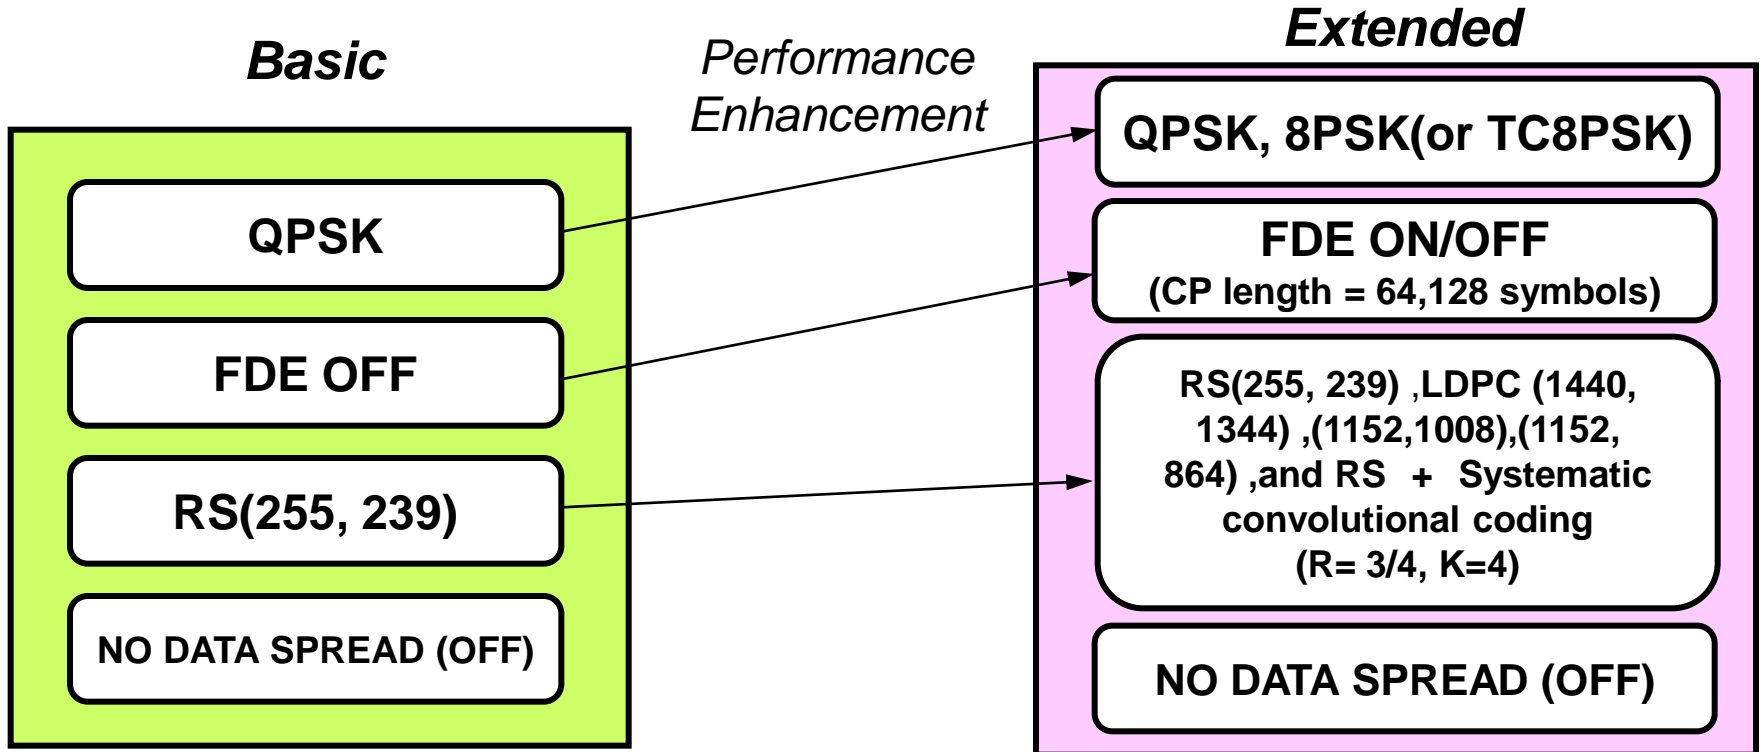 Basic
Performance
Enhancement
Extended
QPSK
FDE OFF
RS(255, 239)
NO DATA SPREAD (OFF)
QPSK, 8PSK(or TC8PSK)
FDE ON/OFF
(CP length = 64,128 symbols)
RS(255, 239) ,LDPC (1440,
1344) ,(1152,1008),(1152,
864) ,and RS + Systematic
convolutional coding
(R= 3/4, K=4)
NO DATA SPREAD (OFF)